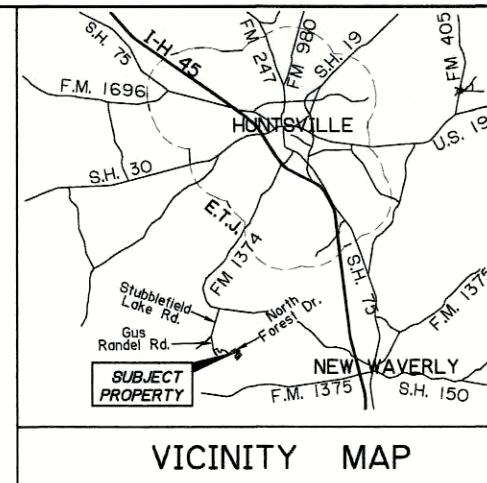 S.H. 75
I-H 45
FM 247
FM 980
S.H. 19
FM 405
F.M. 1696
HUNTSVILLE
U.S. 19
S.H. 30
E.T.J.
FM 1374
S.H. 75
F.M. 1375
Stubblefield
Lake Rd.
North
Forest Dr.
Gus
Randel Rd.
NEW WAVERLY
SUBJECT
PROPERTY
F.M. 1375
S.H. 150
VICINITY MAP